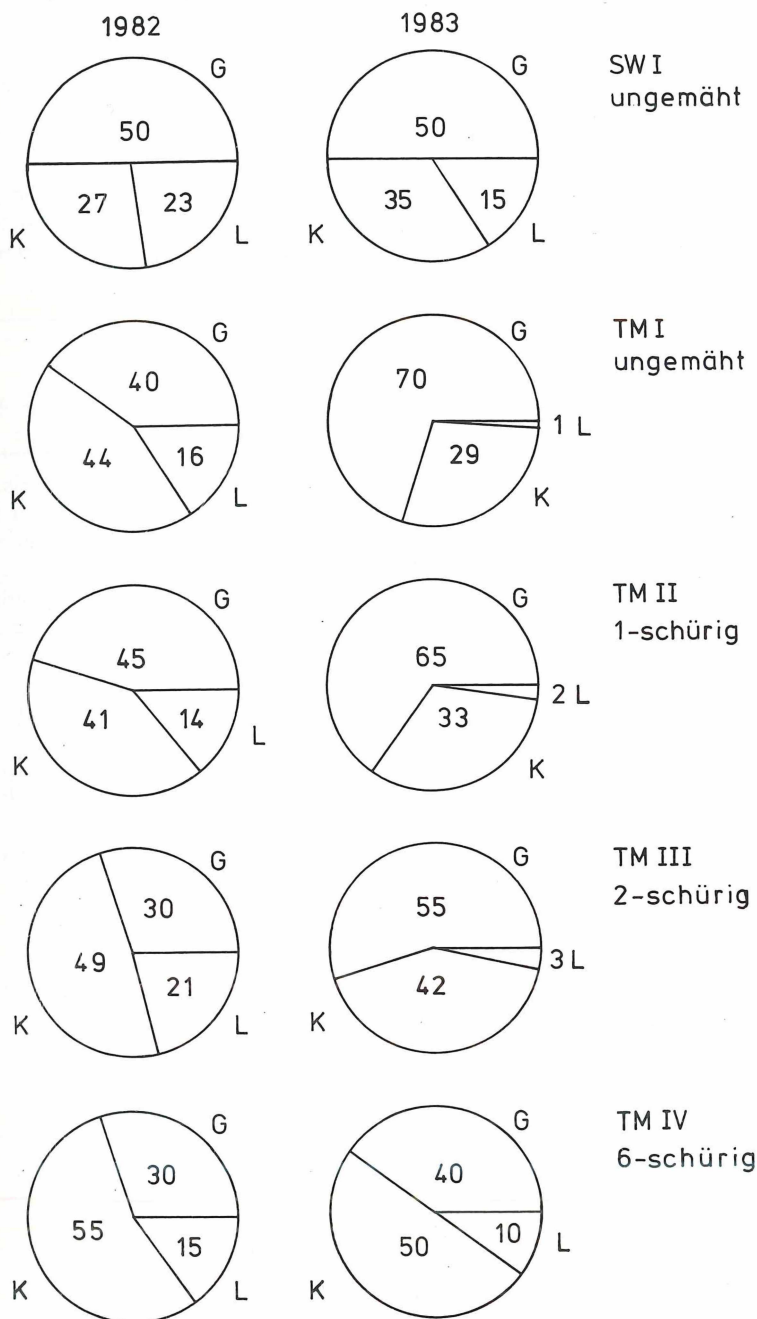 1982
1983
G
50
27
23
K
L
G
50
35
15
K
L
SW I
ungemäht
G
40
44
16
K
L
G
70
1 L
29
K
TM I
ungemäht
G
45
41
14
K
L
G
65
2 L
33
K
TM II
1-schürig
G
30
49
21
K
L
G
55
3 L
42
K
TM III
2-schürig
G
30
55
15
K
L
G
40
50
10
K
L
TM IV
6-schürig